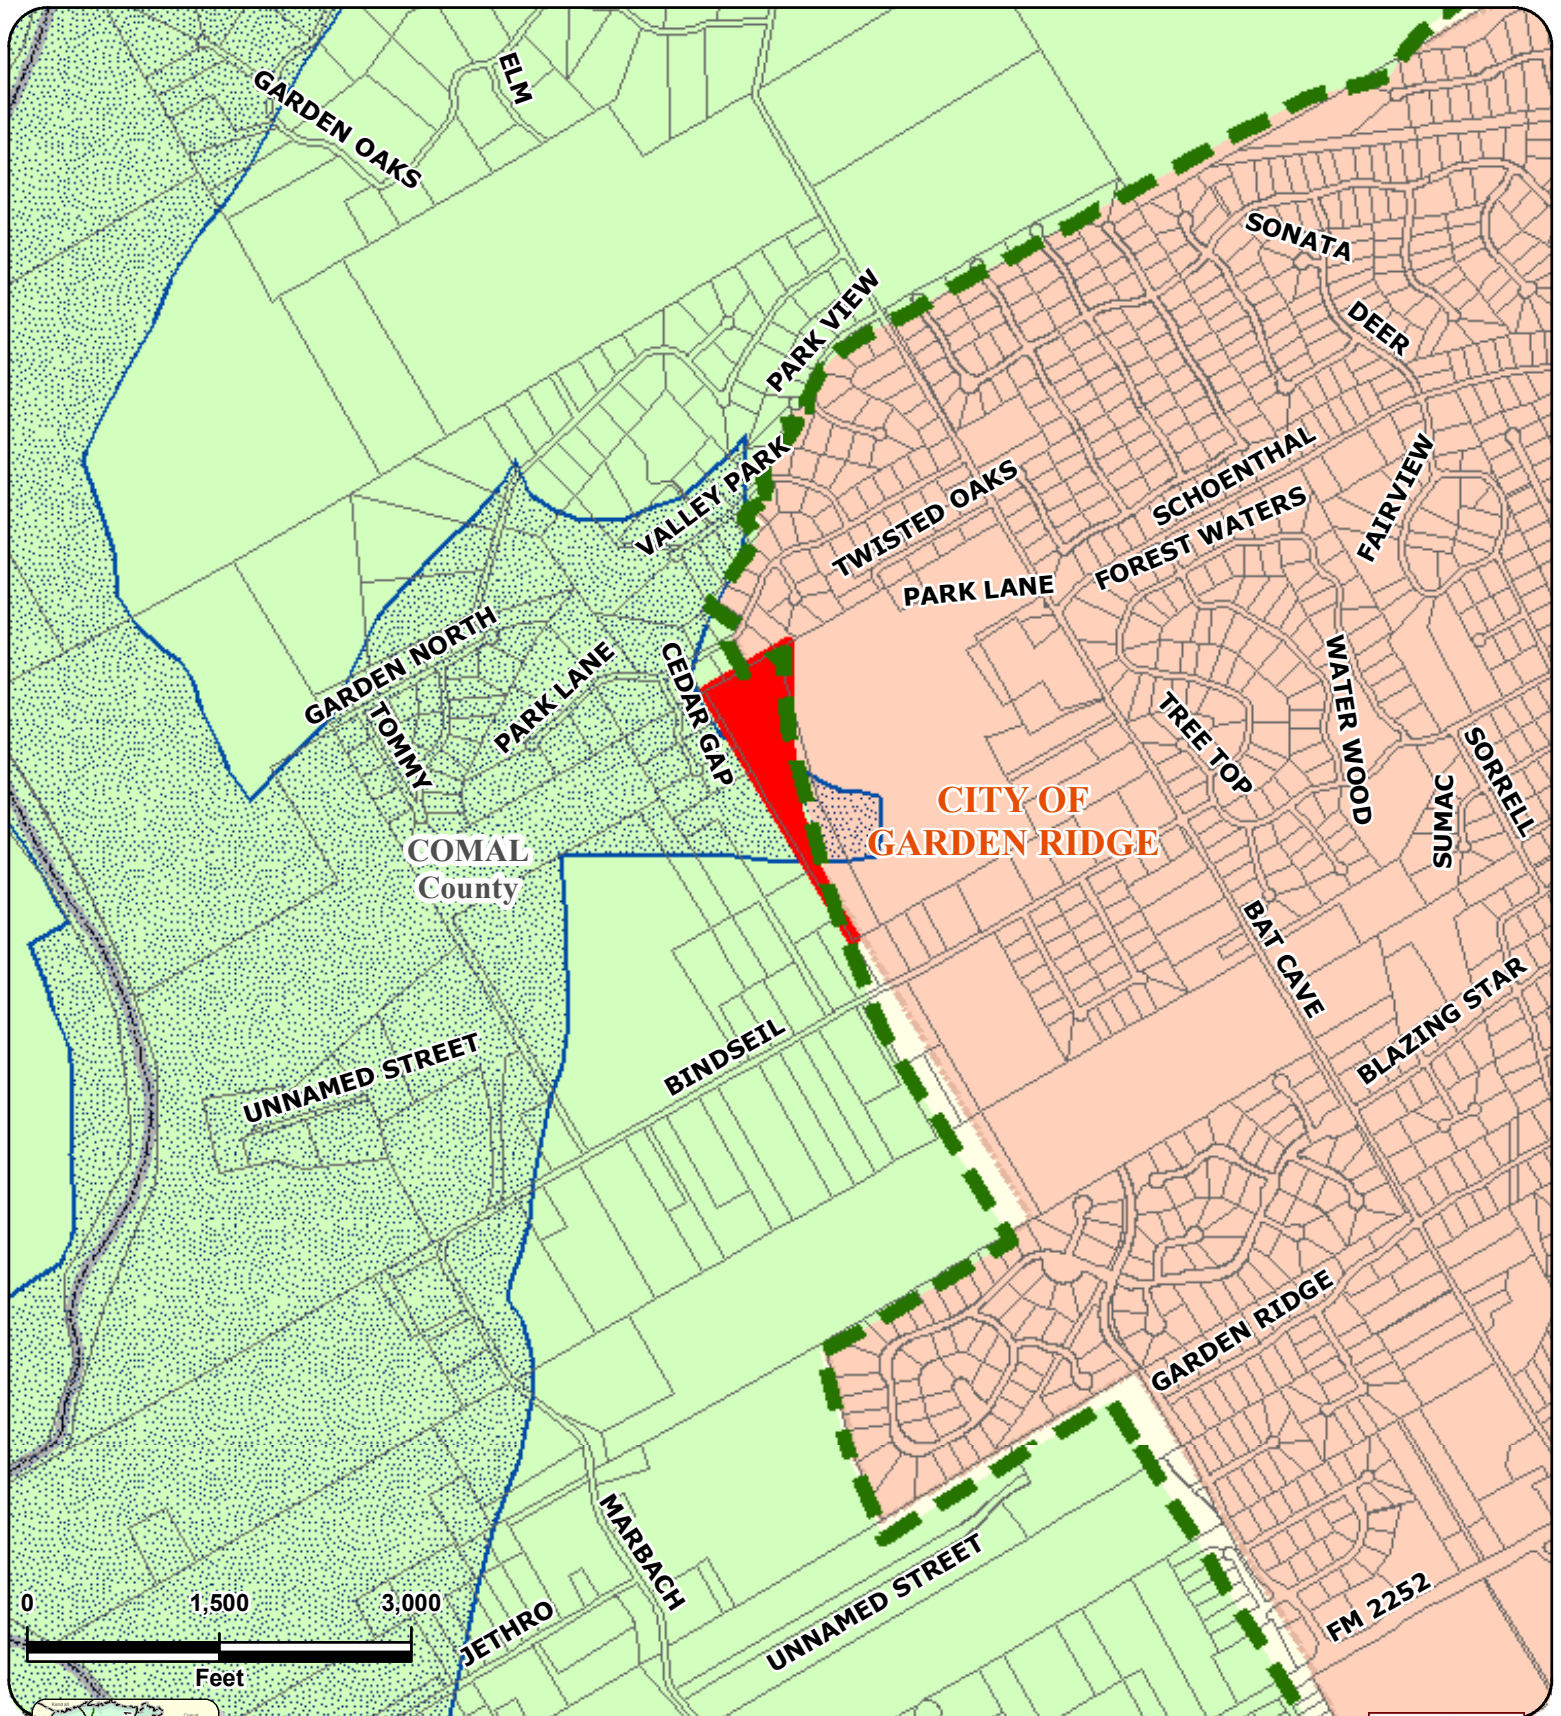 ELM
GARDEN OAKS
SONATA
PARK VIEW
DEER
VALLEY PARK
TWISTED OAKS
SCHOENTHAL
FAIRVIEW
FOREST WATERS
PARK LANE
GARDEN NORTH
PARK LANE
CEDAR GAP
WATER WOOD
TOMMY
TREE TOP
SORRELL
SUMAC
CITY OF
GARDEN RIDGE
COMAL
County
BAT CAVE
BLAZING STAR
UNNAMED STREET
BINDSEIL
GARDEN RIDGE
MARBACH
UNNAMED STREET
JETHRO
FM 2252
0 1,500 3,000
Feet